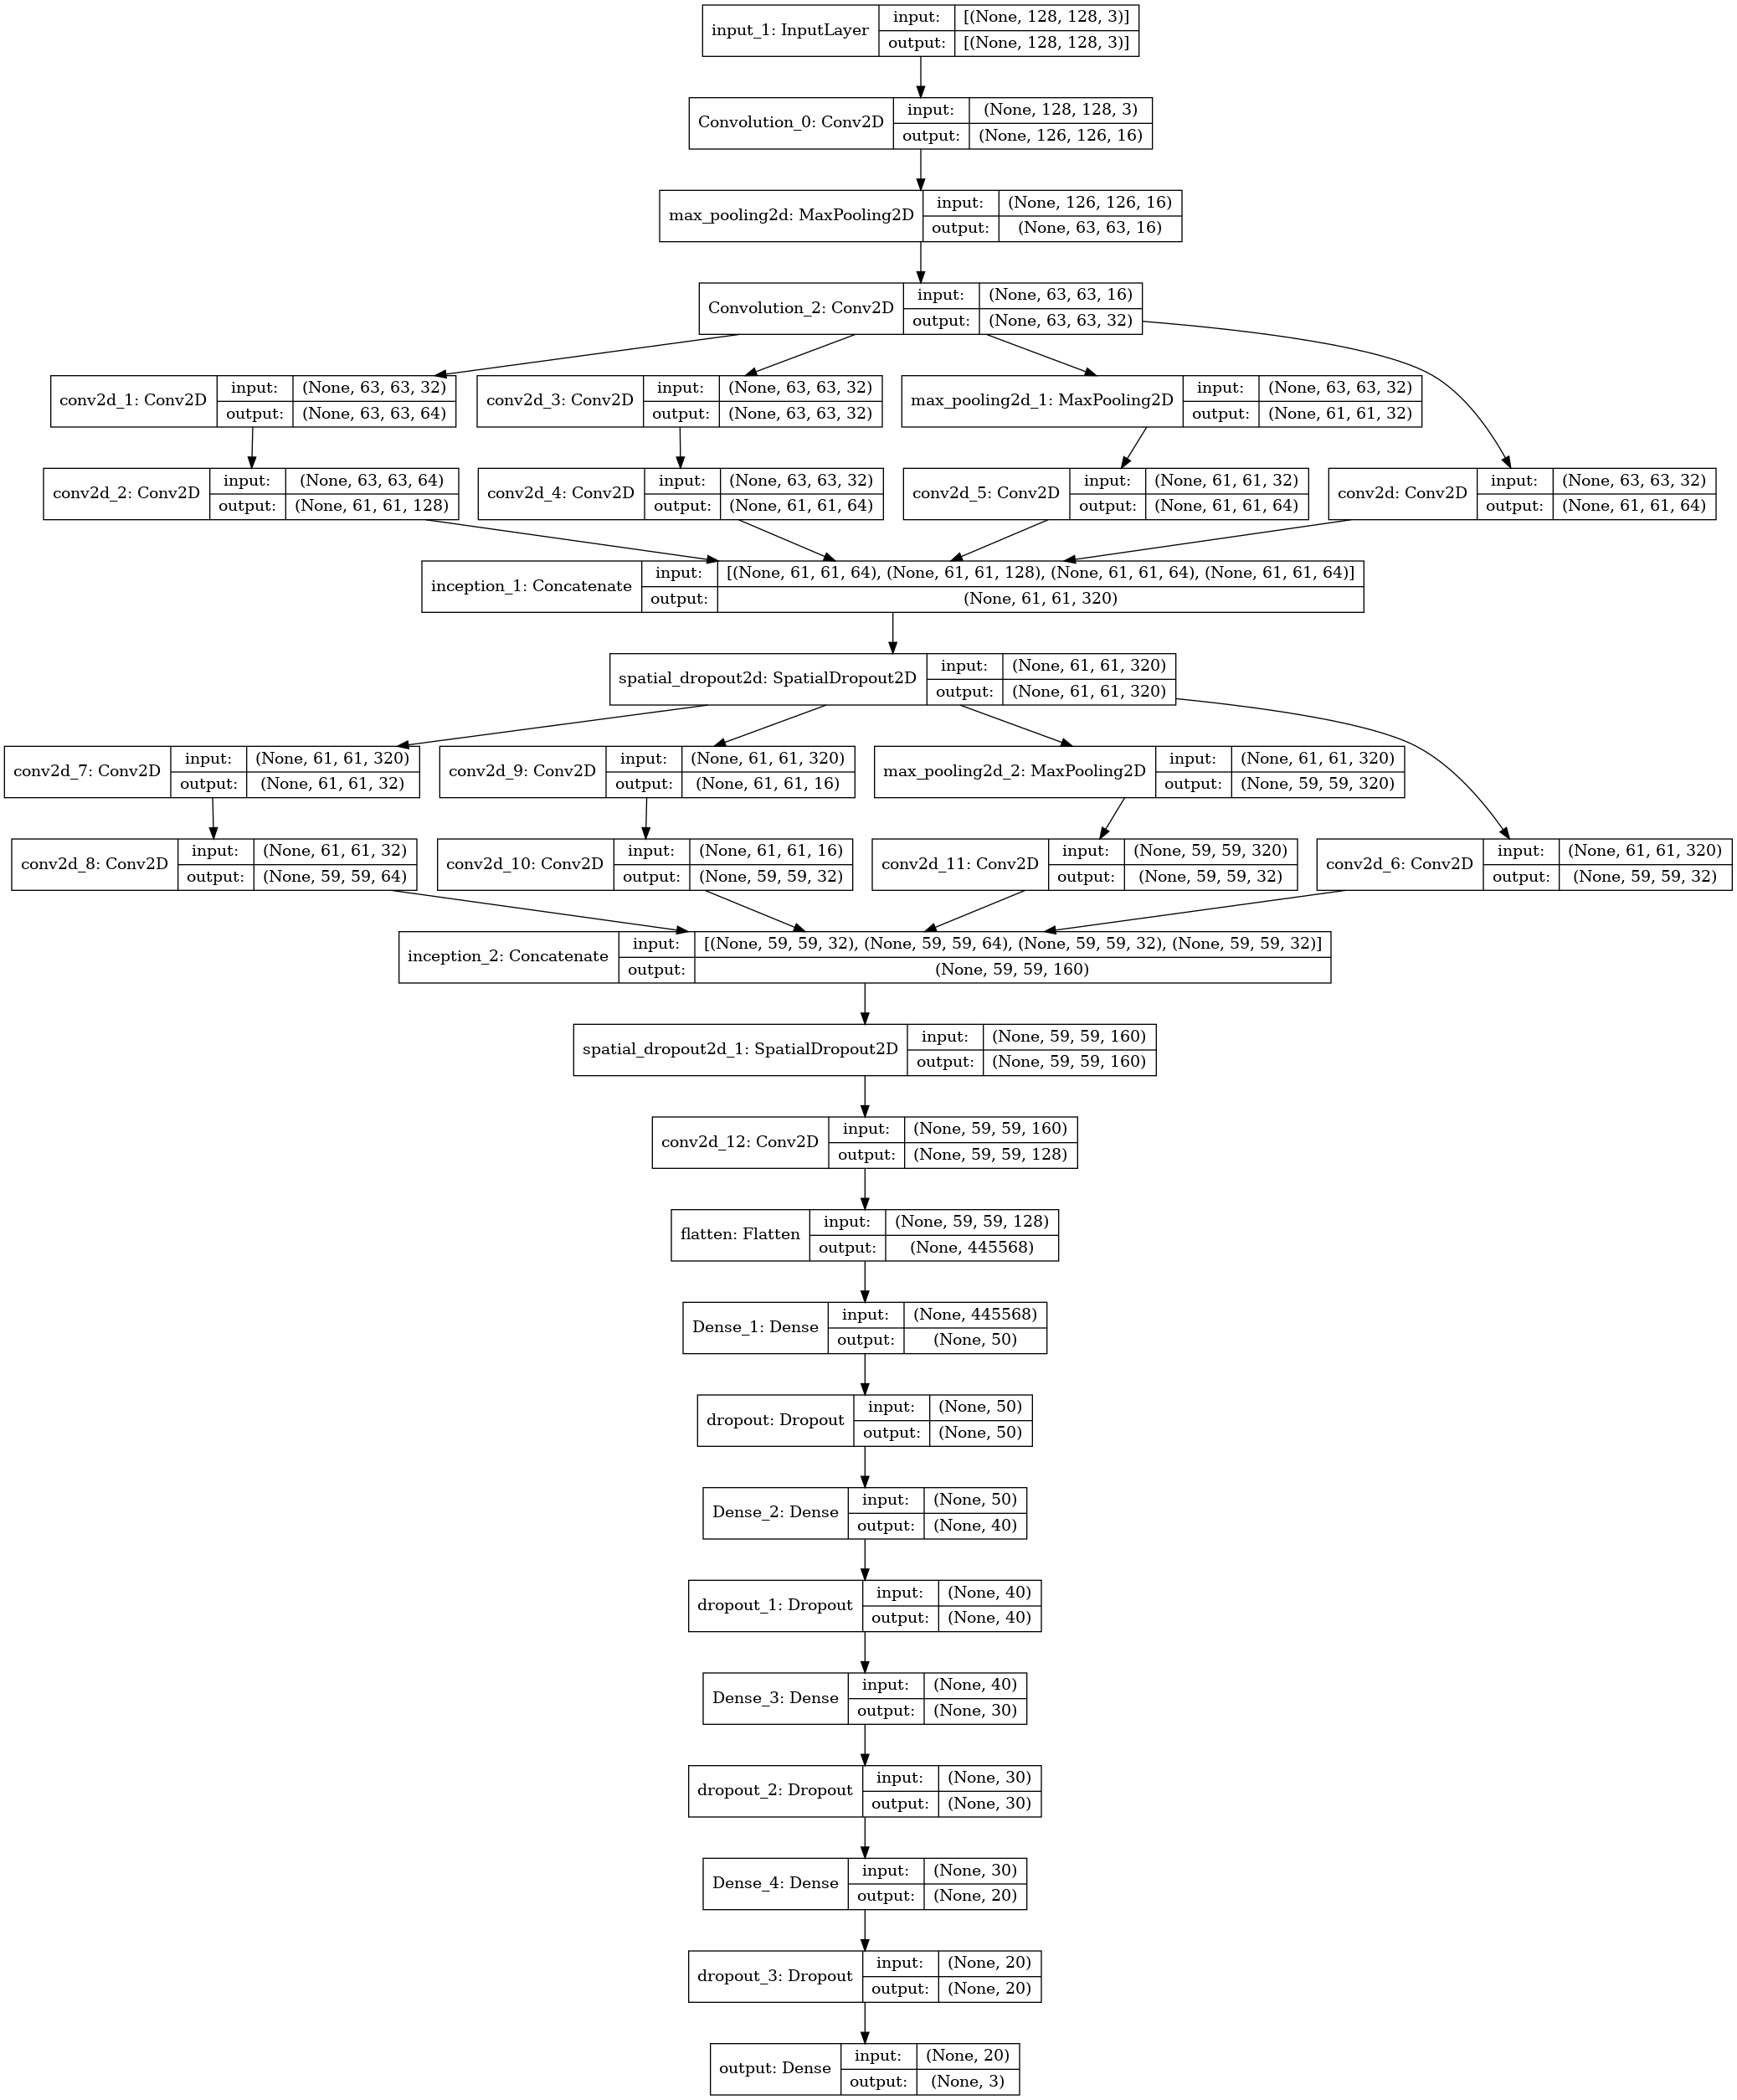 input_1: InputLayer input: [(None, 128, 128, 3)]
output: [(None, 128, 128, 3)]
Convolution_0: Conv2D input: (None, 128, 128, 3)
output: (None, 126, 126, 16)
max_pooling2d: MaxPooling2D input: (None, 126, 126, 16)
output: (None, 63, 63, 16)
Convolution_2: Conv2D input: (None, 63, 63, 16)
output: (None, 63, 63, 32)
conv2d_1: Conv2D input: (None, 63, 63, 32)
output: (None, 63, 63, 64)
conv2d_3: Conv2D input: (None, 63, 63, 32)
output: (None, 63, 63, 32)
max_pooling2d_1: MaxPooling2D input: (None, 63, 63, 32)
output: (None, 61, 61, 32)
conv2d_2: Conv2D input: (None, 63, 63, 64)
output: (None, 61, 61, 128)
conv2d_4: Conv2D input: (None, 63, 63, 32)
output: (None, 61, 61, 64)
conv2d_5: Conv2D input: (None, 61, 61, 32)
output: (None, 61, 61, 64)
conv2d: Conv2D input: (None, 63, 63, 32)
output: (None, 61, 61, 64)
inception_1: Concatenate input: [(None, 61, 61, 64), (None, 61, 61, 128), (None, 61, 61, 64), (None, 61, 61, 64)]
output: (None, 61, 61, 320)
spatial_dropout2d: SpatialDropout2D input: (None, 61, 61, 320)
output: (None, 61, 61, 320)
conv2d_7: Conv2D input: (None, 61, 61, 320)
output: (None, 61, 61, 32)
conv2d_9: Conv2D input: (None, 61, 61, 320)
output: (None, 61, 61, 16)
max_pooling2d_2: MaxPooling2D input: (None, 61, 61, 320)
output: (None, 59, 59, 320)
conv2d_8: Conv2D input: (None, 61, 61, 32)
output: (None, 59, 59, 64)
conv2d_10: Conv2D input: (None, 61, 61, 16)
output: (None, 59, 59, 32)
conv2d_11: Conv2D input: (None, 59, 59, 320)
output: (None, 59, 59, 32)
conv2d_6: Conv2D input: (None, 61, 61, 320)
output: (None, 59, 59, 32)
inception_2: Concatenate input: [(None, 59, 59, 32), (None, 59, 59, 64), (None, 59, 59, 32), (None, 59, 59, 32)]
output: (None, 59, 59, 160)
spatial_dropout2d_1: SpatialDropout2D input: (None, 59, 59, 160)
output: (None, 59, 59, 160)
conv2d_12: Conv2D input: (None, 59, 59, 160)
output: (None, 59, 59, 128)
flatten: Flatten input: (None, 59, 59, 128)
output: (None, 445568)
Dense_1: Dense input: (None, 445568)
output: (None, 50)
dropout: Dropout input: (None, 50)
output: (None, 50)
Dense_2: Dense input: (None, 50)
output: (None, 40)
dropout_1: Dropout input: (None, 40)
output: (None, 40)
Dense_3: Dense input: (None, 40)
output: (None, 30)
dropout_2: Dropout input: (None, 30)
output: (None, 30)
Dense_4: Dense input: (None, 30)
output: (None, 20)
dropout_3: Dropout input: (None, 20)
output: (None, 20)
output: Dense input: (None, 20)
output: (None, 3)